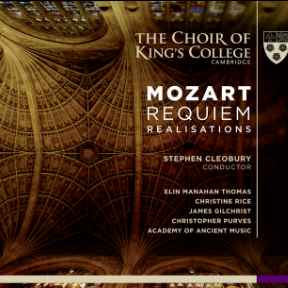 THE CHOIR OF
KING'S COLLEGE
CAMBRIDGE
MOZART
REQUIEM
REALISATIONS
STEPHEN CLEOBURY
CONDUCTOR
ELIN MANAHAN THOMAS
CHRISTINE RICE
JAMES GILCHRIST
CHRISTOPHER PURVES
ACADEMY OF ANCIENT MUSIC